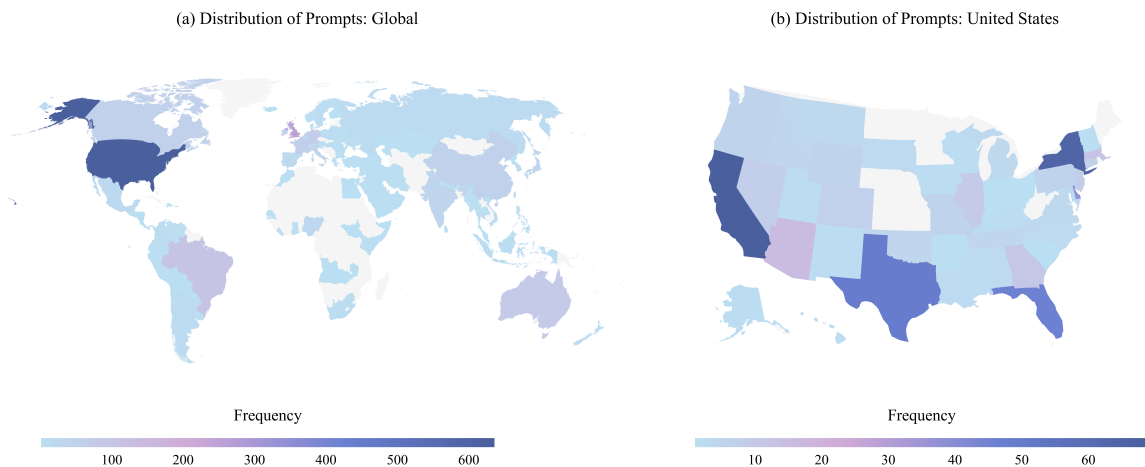 (a) Distribution of Prompts: Global
(b) Distribution of Prompts: United States
Frequency
100 200 300 400 500 600
Frequency
10 20 30 40 50 60